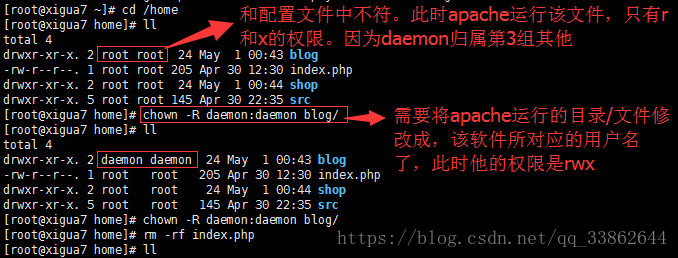 [root@xigua7 ~]# cd /home
[root@xigua7 home]# ll
total 4
drwxr-xr-x. 2 root root  24 May  1 00:43 blog
-rw-r--r--. 1 root root 205 Apr 30 12:30 index.php
drwxr-xr-x. 2 root root  24 May  1 00:44 shop
drwxr-xr-x. 5 root root 145 Apr 30 22:35 src
和配置文件中不符。此时apache运行该文件，只有r
和x的权限。因为daemon归属第3组其他
[root@xigua7 home]# chown -R daemon:daemon blog/
[root@xigua7 home]# ll
total 4
drwxr-xr-x. 2 daemon daemon  24 May  1 00:43 blog
-rw-r--r--. 1 root   root   205 Apr 30 12:30 index.php
drwxr-xr-x. 2 root   root    24 May  1 00:44 shop
drwxr-xr-x. 5 root   root   145 Apr 30 22:35 src
需要将apache运行的目录/文件修
改成，该软件所对应的用户名
了，此时他的权限是rwx
[root@xigua7 home]# chown -R daemon:daemon blog/
[root@xigua7 home]# rm -rf index.php
[root@xigua7 home]# ll
https://blog.csdn.net/qq_33862644